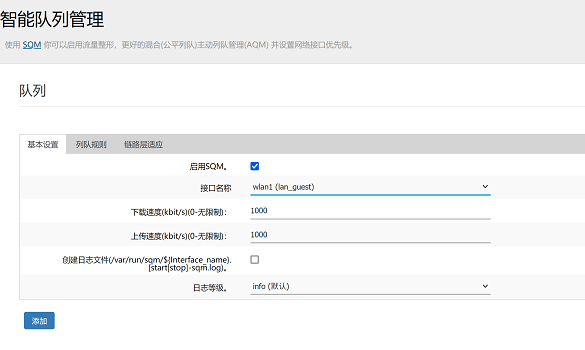 智能队列管理
使用 SQM 你可以启用流量整形、更好的混合(公平列队)主动列队管理(AQM) 并设置网络接口优先级。
队列
基本设置 列队规则 链路层适应
启用SQM。
接口名称 wlan1 (lan_guest)
下载速度(kbit/s)(0-无限制)： 1000
上传速度(kbit/s)(0-无限制)： 1000
创建日志文件(/var/run/sqm/${Interface_name}.
[start|stop]-sqm.log)。
日志等级。 info (默认)
添加